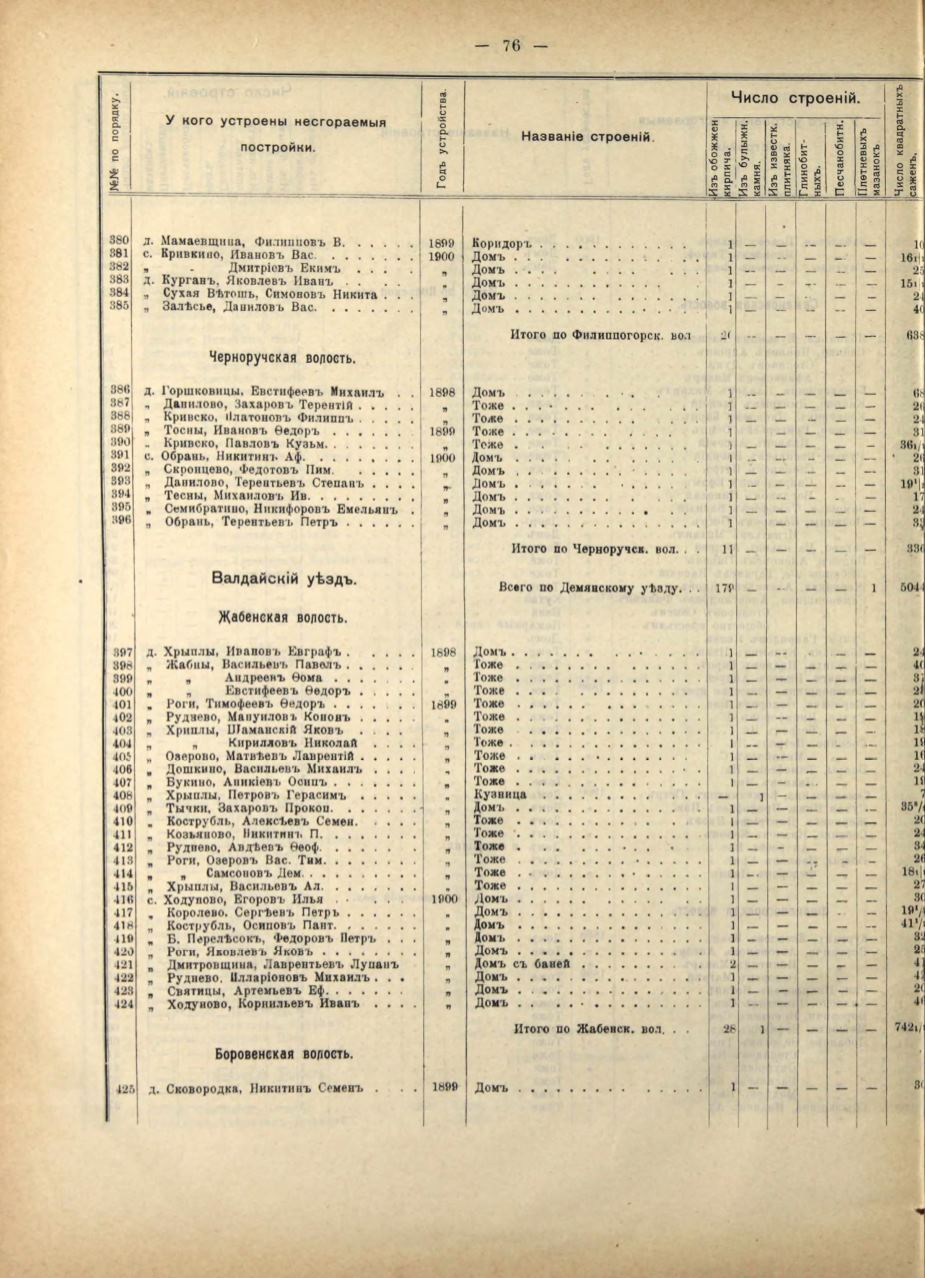 — 76 —
№№ по порядку.
У кого устроены несгораемыя
постройки.
Годъ устройства.
Названіе строеній.
Число строеній.
Изъ обожжен кирпича.
Изъ булыжн. камня.
Изъ известк. плитняка.
Глинобит-ныхъ.
Песчанобитн.
Плетневыхъ мазанокъ
Число квадратныхъ саженъ.
380 д. Мамаевщина, Филипповъ В. . . . . . 1899 Коридоръ . . . 1 — — — — —
381 с. Кривкино, Ивановъ Вас. . . . 1900 Домъ . . . 1 — — — — —
382 „ - Дмитріевъ Екимъ . . . „ Домъ . . . 1 — — — — —
383 д. Курганъ, Яковлевъ Иванъ . . . „ Домъ . . . 1 — — — — —
384 „ Сухая Вѣтошь, Симоновъ Никита . . . „ Домъ . . . 1 — — — — —
385 „ Залѣсье, Даниловъ Вас. . . . „ Домъ . . . 1 — — — — —
Итого по Филиппогорск. вол — — — — — 638
Черноручская волость.
386 д. Горшковицы, Евстифеевъ Михаилъ . . 1898 Домъ . . . 1 — — — — —
387 „ Данилово, Захаровъ Терентій . . . „ Тоже . . . 1 — — — — —
388 „ Кривско, Платоновъ Филиппъ . . . „ Тоже . . . 1 — — — — —
389 „ Тосны, Ивановъ Ѳедоръ . . . 1899 Тоже . . . 1 — — — — —
390 „ Кривско, Павловъ Кузьм. . . . „ Тоже . . . 1 — — — — —
391 с. Обрань, Никитинъ Аф. . . . 1900 Домъ . . . 1 — — — — —
392 „ Скронцево, Федотовъ Пим. . . . „ Домъ . . . 1 — — — — —
393 „ Данилово, Терентьевъ Степанъ . . . „ Домъ . . . 1 — — — — —
394 „ Тесны, Михаиловъ Ив. . . . „ Домъ . . . 1 — — — — —
395 „ Семибратино, Никифоровъ Емельянъ . „ Домъ . . . 1 — — — — —
396 „ Обрань, Терентьевъ Петръ . . . „ Домъ . . . 1 — — — — —
Итого по Черноручск. вол. . . 11 — — — — — 336
Валдайскій уѣздъ.
Всего по Демянскому уѣзду. . . 179 — — — — 1 5044
Жабенская волость.
397 д. Хрыплы, Ивановъ Евграфъ . . . 1898 Домъ . . . 1 — — — — —
398 „ Жабны, Васильевъ Павелъ . . . „ Тоже . . . 1 — — — — —
399 „ „ Андреевъ Ѳома . . . „ Тоже . . . 1 — — — — —
400 „ „ Евстифеевъ Ѳедоръ . . . „ Тоже . . . 1 — — — — —
401 „ Роги, Тимофеевъ Ѳедоръ . . . 1899 Тоже . . . 1 — — — — —
402 „ Руднево, Мануиловъ Кононъ . . . „ Тоже . . . 1 — — — — —
403 „ Хриплы, Шаманскій Яковъ . . . „ Тоже . . . 1 — — — — —
404 „ „ Кирилловъ Николай . . . „ Тоже . . . 1 — — — — —
405 „ Озерово, Матвѣевъ Лаврентій . . . „ Тоже . . . 1 — — — — —
406 „ Дошкино, Васильевъ Михаилъ . . . „ Тоже . . . 1 — — — — —
407 „ Букино, Аникіевъ Осипъ . . . „ Тоже . . . 1 — — — — —
408 „ Хрыплы, Петровъ Герасимъ . . . „ Кузница . . . — 1 — — — —
409 „ Тычки, Захаровъ Прокоп. . . . „ Домъ . . . 1 — — — — —
410 „ Кострубль, Алексѣевъ Семен. . . . „ Тоже . . . 1 — — — — —
411 „ Козьяново, Никитинъ П. . . . „ Тоже . . . 1 — — — — —
412 „ Руднево, Авдѣевъ Ѳеоф. . . . „ Тоже . . . 1 — — — — —
413 „ Роги, Озеровъ Вас. Тим. . . . „ Тоже . . . 1 — — — — —
414 „ „ Самсоновъ Дем. . . . „ Тоже . . . 1 — — — — —
415 „ Хрыплы, Васильевъ Ал. . . . „ Тоже . . . 1 — — — — —
416 с. Ходуново, Егоровъ Илья . . . 1900 Домъ . . . 1 — — — — —
417 „ Королево, Сергѣевъ Петръ . . . „ Домъ . . . 1 — — — — —
418 „ Кострубль, Осиповъ Пант. . . . „ Домъ . . . 1 — — — — —
419 „ Б. Перелѣсокъ, Федоровъ Петръ . . . „ Домъ . . . 1 — — — — —
420 „ Роги, Яковлевъ Яковъ . . . „ Домъ . . . 1 — — — — —
421 „ Дмитровщина, Лаврентьевъ Лупанъ „ Домъ съ баней . . . 2 — — — — —
422 „ Руднево, Илларіоновъ Михаилъ . . . „ Домъ . . . 1 — — — — —
423 „ Святицы, Артемьевъ Еф. . . . „ Домъ . . . 1 — — — — —
424 „ Ходуново, Корнильевъ Иванъ . . . „ Домъ . . . 1 — — — — —
Итого по Жабенск. вол. . . . 28 1 — — — —
Боровенская волость.
425 д. Сковородка, Никитинъ Семенъ . . . 1899 Домъ . . . 1 — — — — —